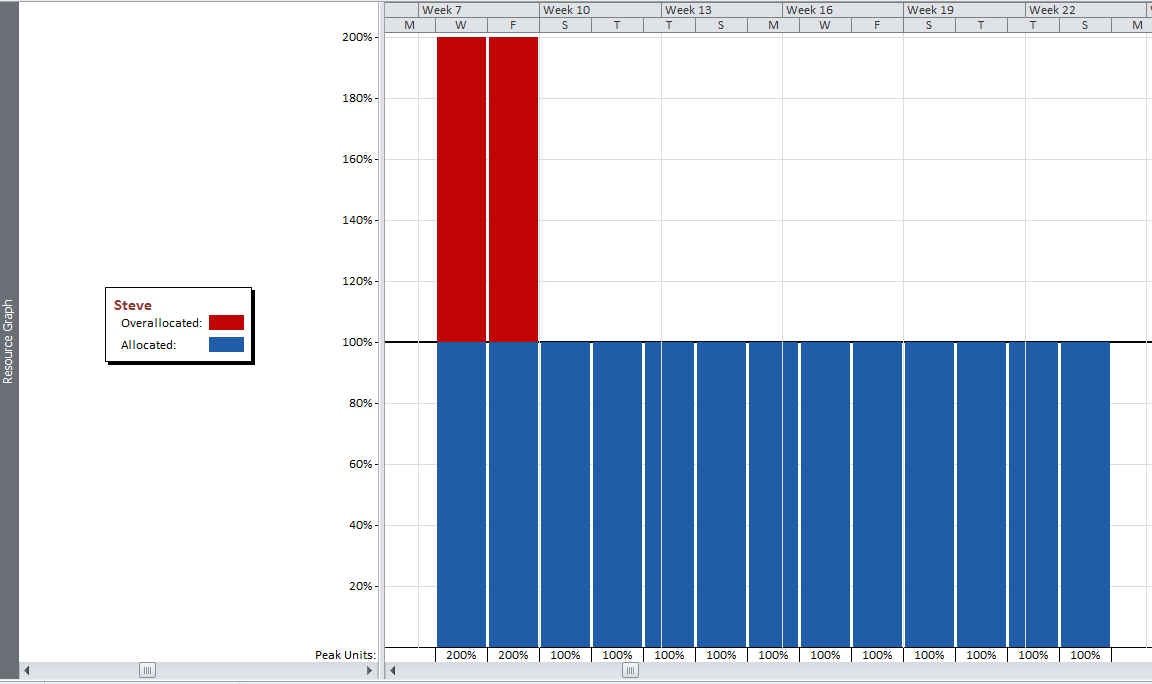 Week 7 Week 10 Week 13 Week 16 Week 19 Week 22
M W F S T T S M W F S T T S M
200%
180%
160%
140%
120%
100%
80%
60%
40%
20%
Resource Graph
Steve
Overallocated:
Allocated:
Peak Units: 200% 200% 100% 100% 100% 100% 100% 100% 100% 100% 100% 100% 100%